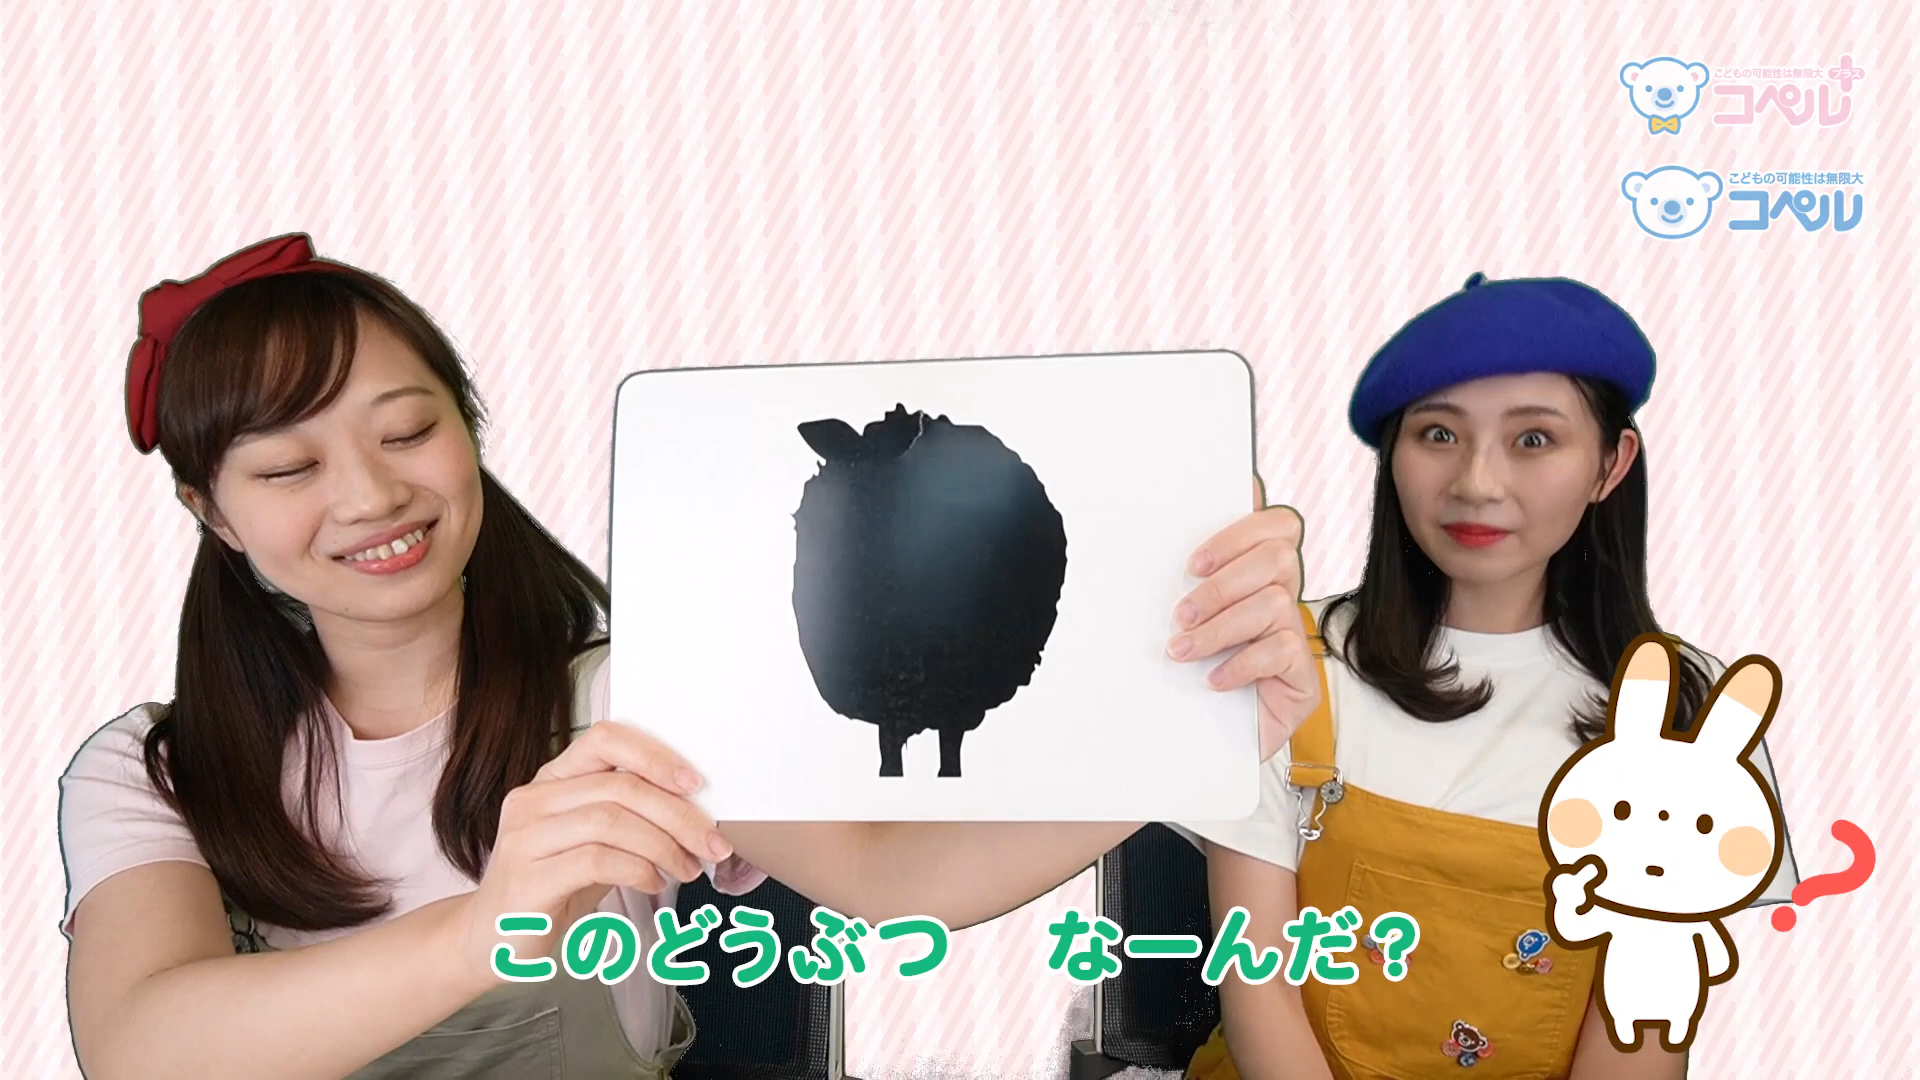 こどもの可能性は無限大 プラス
コペル
こどもの可能性は無限大
コペル
このどうぶつ なーんだ?